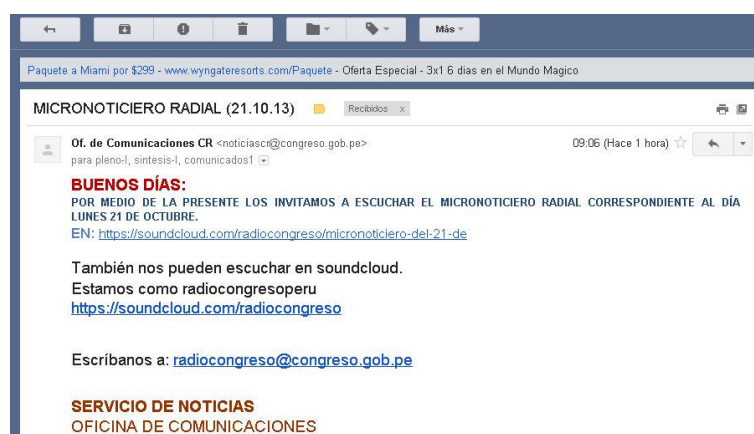 Más
Paquete a Miami por $299 - www.wyngateresorts.com/Paquete - Oferta Especial - 3x1 6 dias en el Mundo Magico
MICRONOTICIERO RADIAL (21.10.13) Recibidos x
Of. de Comunicaciones CR <noticiascr@congreso.gob.pe> 09:06 (Hace 1 hora)
para pleno-l, sintesis-l, comunicados1
BUENOS DÍAS:
POR MEDIO DE LA PRESENTE LOS INVITAMOS A ESCUCHAR EL MICRONOTICIERO RADIAL CORRESPONDIENTE AL DÍA
LUNES 21 DE OCTUBRE.
EN: https://soundcloud.com/radiocongreso/micronoticiero-del-21-de
También nos pueden escuchar en soundcloud.
Estamos como radiocongresoperu
https://soundcloud.com/radiocongreso
Escríbanos a: radiocongreso@congreso.gob.pe
SERVICIO DE NOTICIAS
OFICINA DE COMUNICACIONES